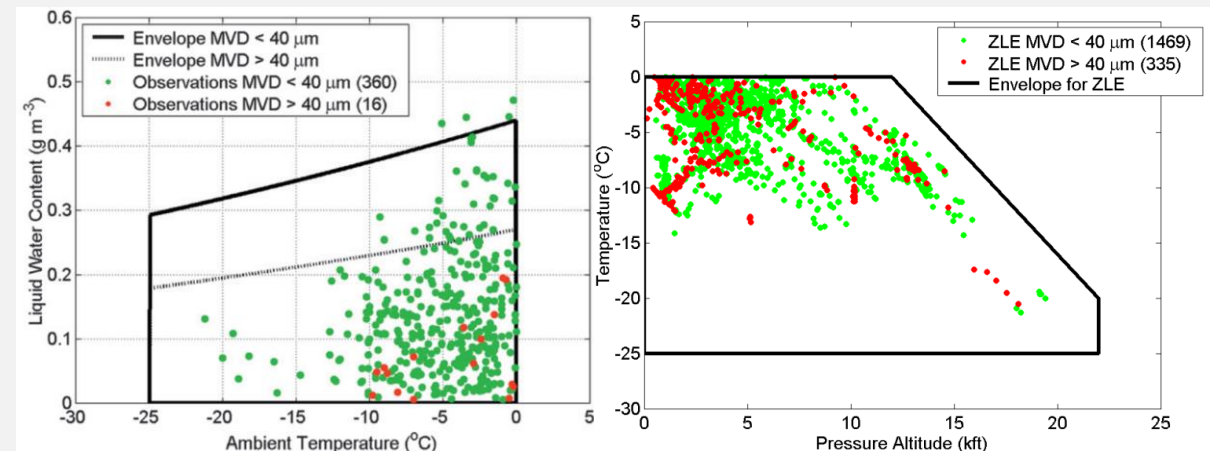 Envelope MVD < 40 μm
Envelope MVD > 40 μm
Observations MVD < 40 μm (360)
Observations MVD > 40 μm (16)
0.6
0.5
0.4
0.3
0.2
0.1
0
Liquid Water Content (g m⁻³)
-30 -25 -20 -15 -10 -5 0 5
Ambient Temperature (°C)
ZLE MVD < 40 μm (1469)
ZLE MVD > 40 μm (335)
Envelope for ZLE
5
0
-5
-10
-15
-20
-25
-30
Temperature (°C)
0 5 10 15 20 25
Pressure Altitude (kft)